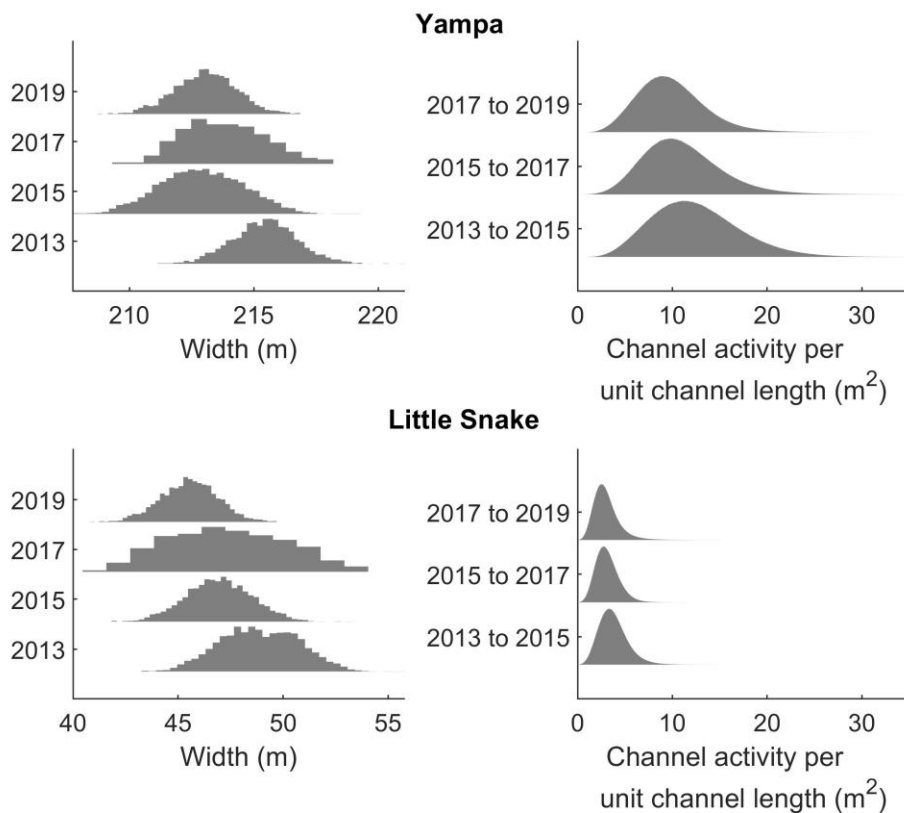 Yampa
2019
2017
2015
2013
210 215 220
Width (m)
2017 to 2019
2015 to 2017
2013 to 2015
0 10 20 30
Channel activity per
unit channel length (m²)
Little Snake
2019
2017
2015
2013
40 45 50 55
Width (m)
2017 to 2019
2015 to 2017
2013 to 2015
0 10 20 30
Channel activity per
unit channel length (m²)